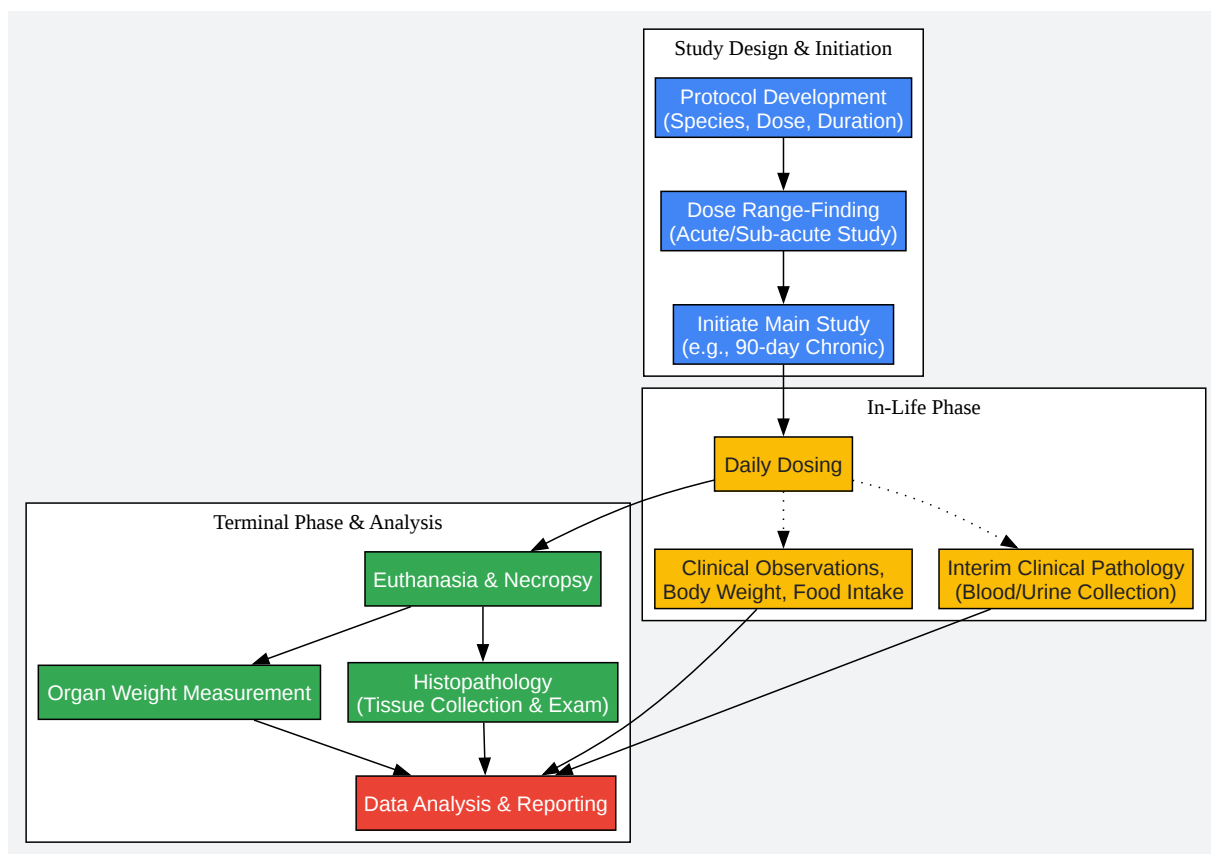 Study Design & Initiation
Protocol Development
(Species, Dose, Duration)
Dose Range-Finding
(Acute/Sub-acute Study)
Initiate Main Study
(e.g., 90-day Chronic)
In-Life Phase
Daily Dosing
Clinical Observations,
Body Weight, Food Intake
Interim Clinical Pathology
(Blood/Urine Collection)
Terminal Phase & Analysis
Euthanasia & Necropsy
Organ Weight Measurement
Histopathology
(Tissue Collection & Exam)
Data Analysis & Reporting